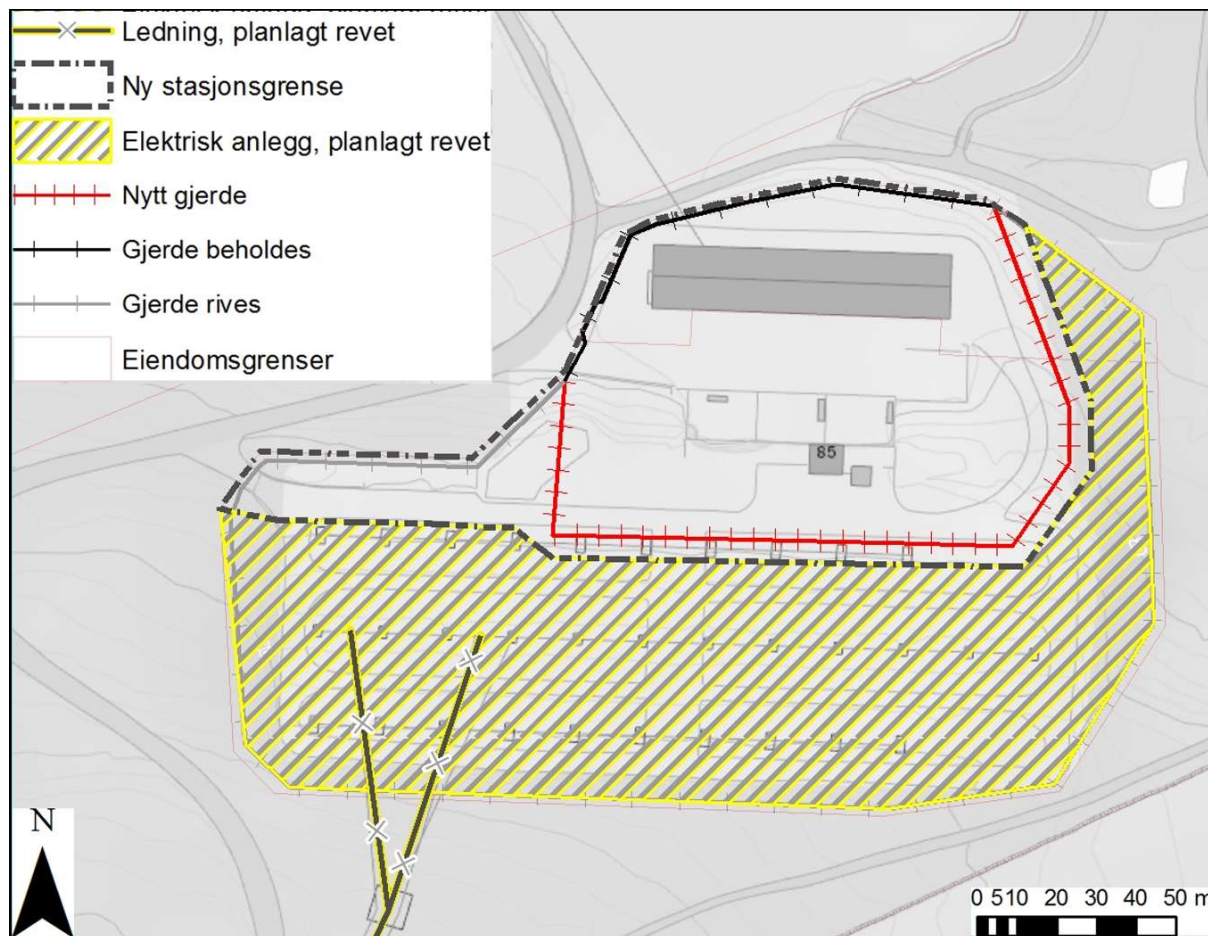 Ledning, planlagt revet
Ny stasjonsgrense
Elektrisk anlegg, planlagt revet
Nytt gjerde
Gjerde beholdes
Gjerde rives
Eiendomsgrenser
85
N
0 5 10 20 30 40 50 m